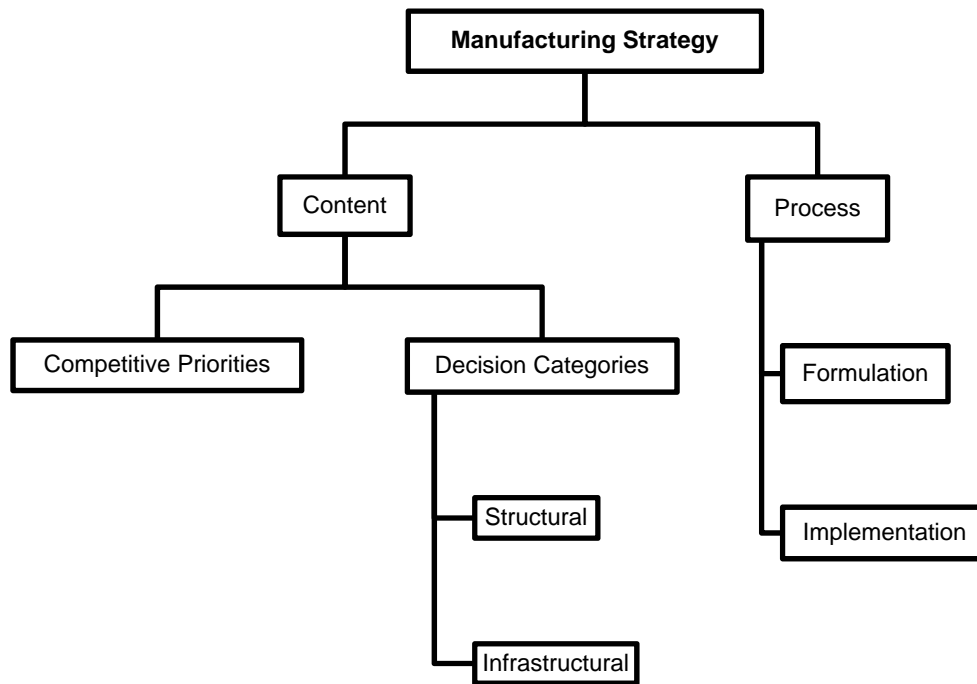 Manufacturing Strategy
Content
Process
Competitive Priorities
Decision Categories
Formulation
Structural
Implementation
Infrastructural